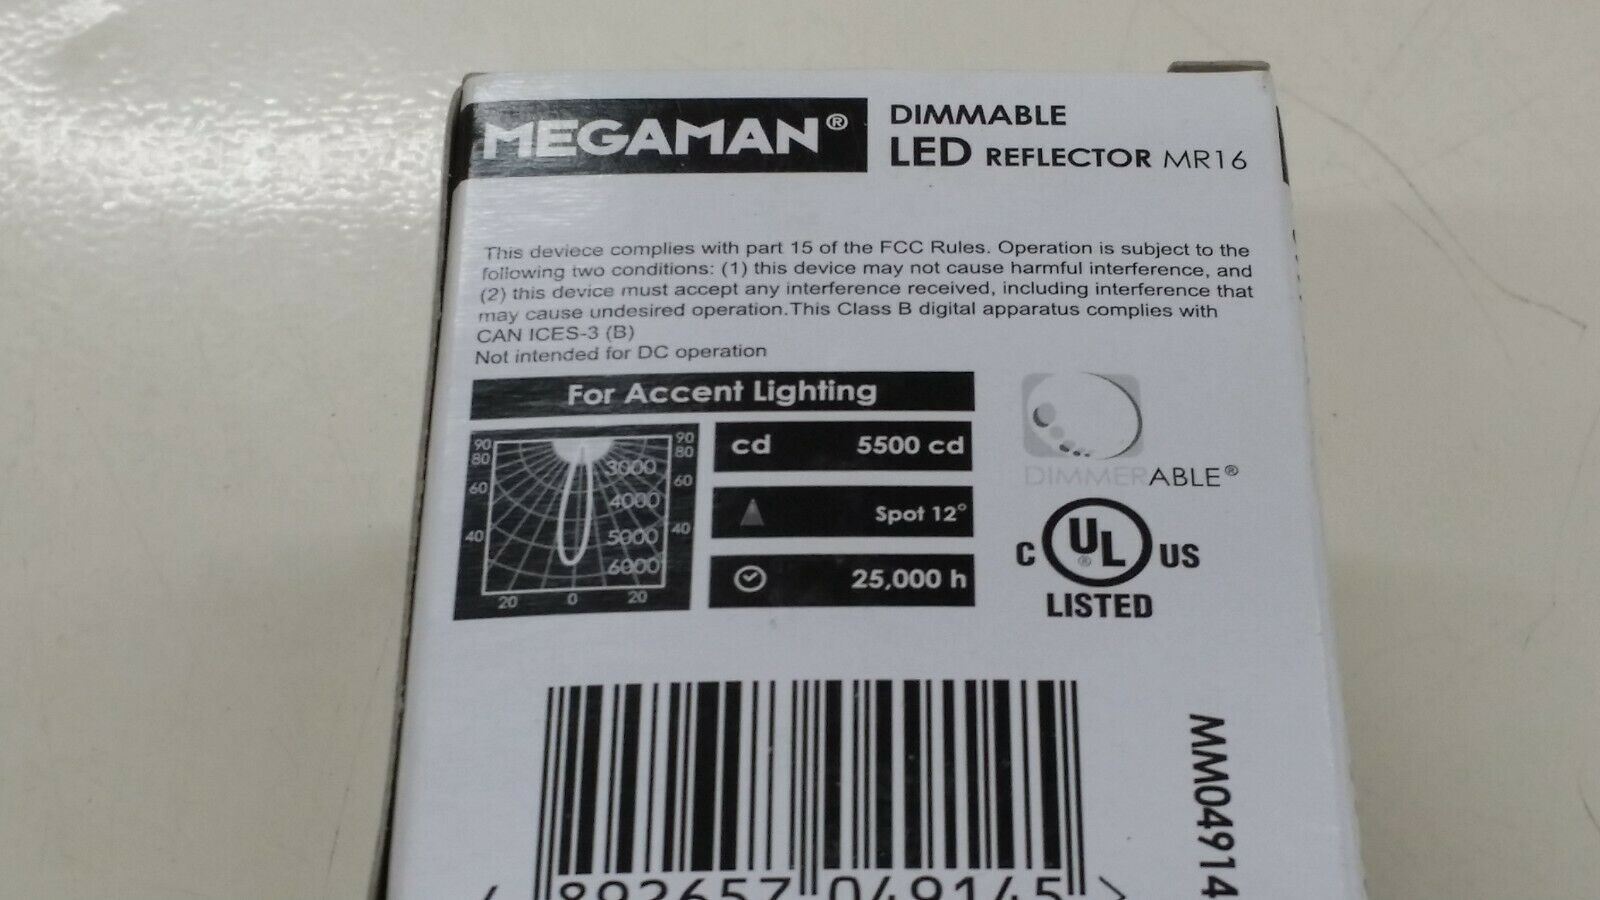 MEGAMAN®
DIMMABLE
LED REFLECTOR MR16
This deviece complies with part 15 of the FCC Rules. Operation is subject to the
following two conditions: (1) this device may not cause harmful interference, and
(2) this device must accept any interference received, including interference that
may cause undesired operation.This Class B digital apparatus complies with
CAN ICES-3 (B)
Not intended for DC operation
For Accent Lighting
90 90
80 80
60 60
40 40
20 0 20
3000
4000
5000
6000
cd 5500 cd
Spot 12°
25,000 h
DIMMERABLE®
C UL® US
LISTED
892657 049145 >
MM04914